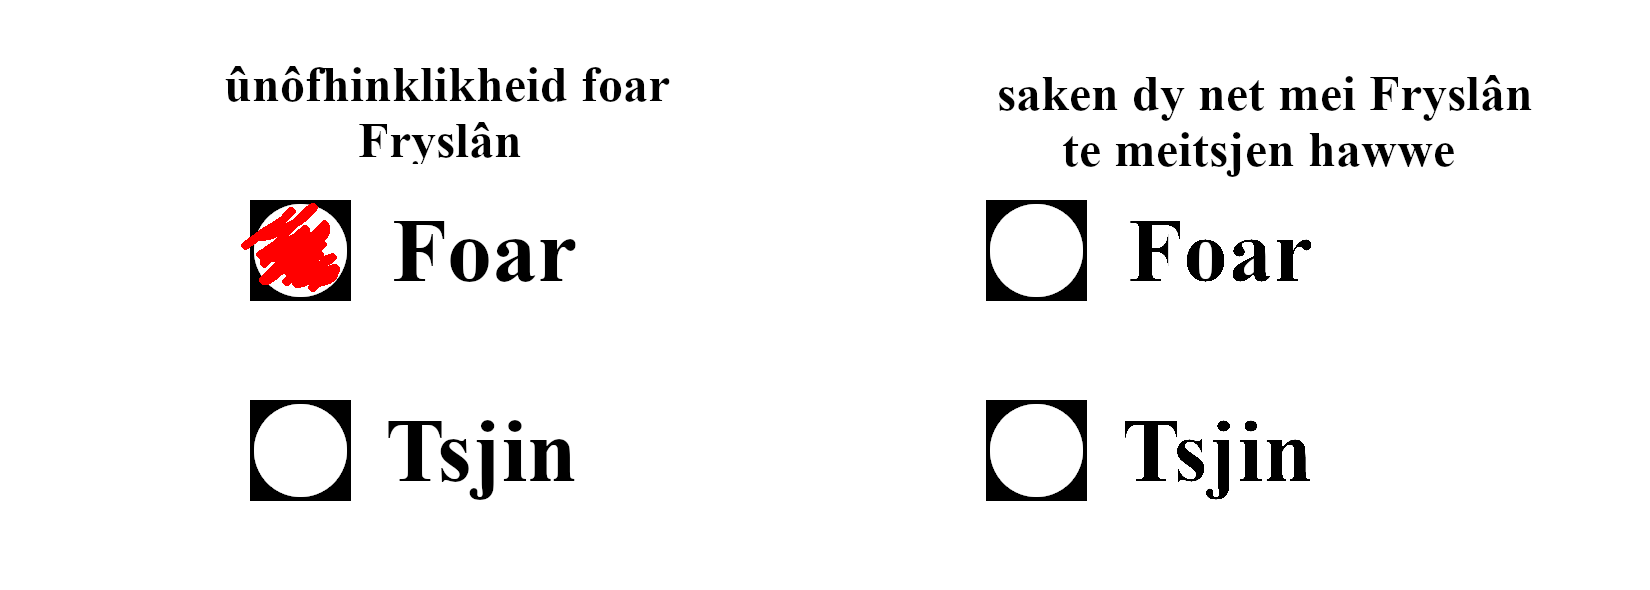 ûnôfhinklikheid foar
Fryslân
Foar
Tsjin
saken dy net mei Fryslân
te meitsjen hawwe
Foar
Tsjin